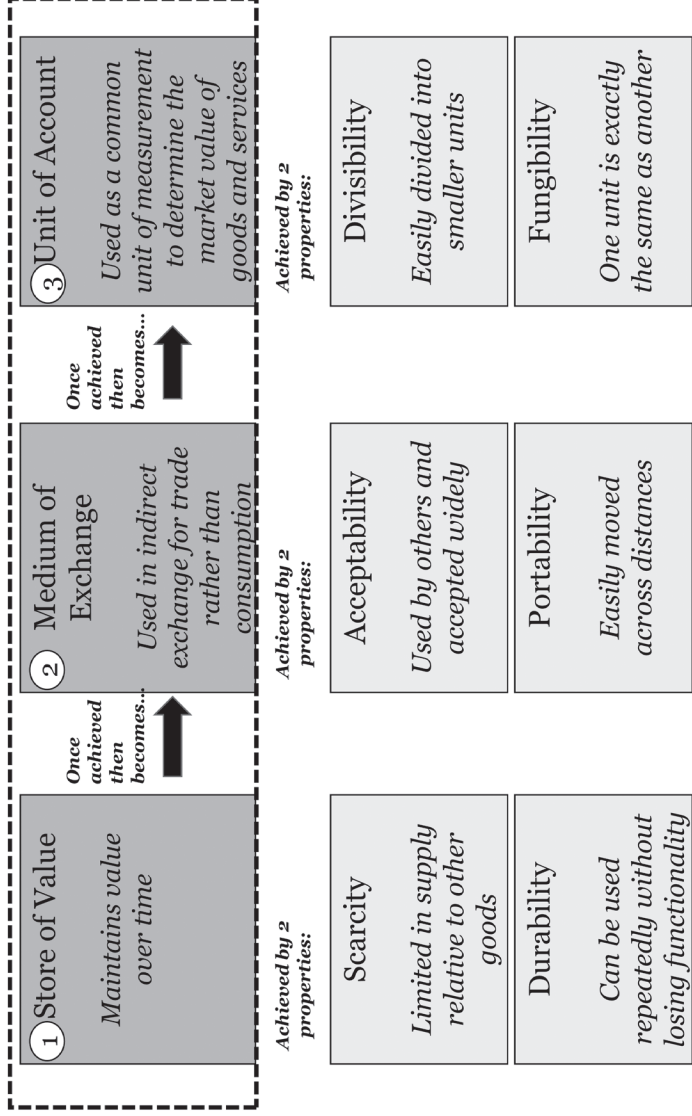 1 Store of Value
Maintains value
over time
Once
achieved
then
becomes...
2 Medium of
Exchange
Used in indirect
exchange for trade
rather than
consumption
Once
achieved
then
becomes...
3 Unit of Account
Used as a common
unit of measurement
to determine the
market value of
goods and services
Achieved by 2
properties:
Achieved by 2
properties:
Achieved by 2
properties:
Scarcity
Limited in supply
relative to other
goods
Acceptability
Used by others and
accepted widely
Divisibility
Easily divided into
smaller units
Durability
Can be used
repeatedly without
losing functionality
Portability
Easily moved
across distances
Fungibility
One unit is exactly
the same as another